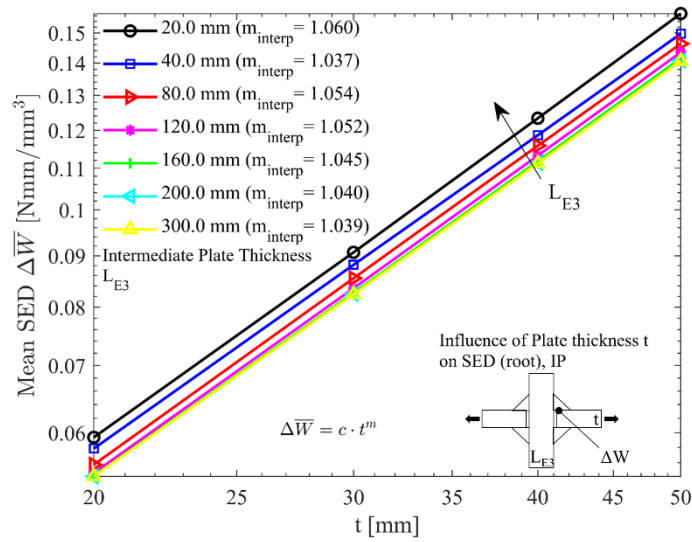 0.15
0.14
0.13
0.12
0.11
0.1
0.09
0.08
0.07
0.06
Mean SED ΔW̅ [Nmm/mm³]
20.0 mm (m_interp= 1.060)
40.0 mm (m_interp= 1.037)
80.0 mm (m_interp= 1.054)
120.0 mm (m_interp= 1.052)
160.0 mm (m_interp= 1.045)
200.0 mm (m_interp= 1.040)
300.0 mm (m_interp= 1.039)
Intermediate Plate Thickness
L_E3
L_E3
Influence of Plate thickness t
on SED (root), IP
t
L_E3
ΔW
ΔW̅ = c · t^m
20
25
30
35
40
45
50
t [mm]